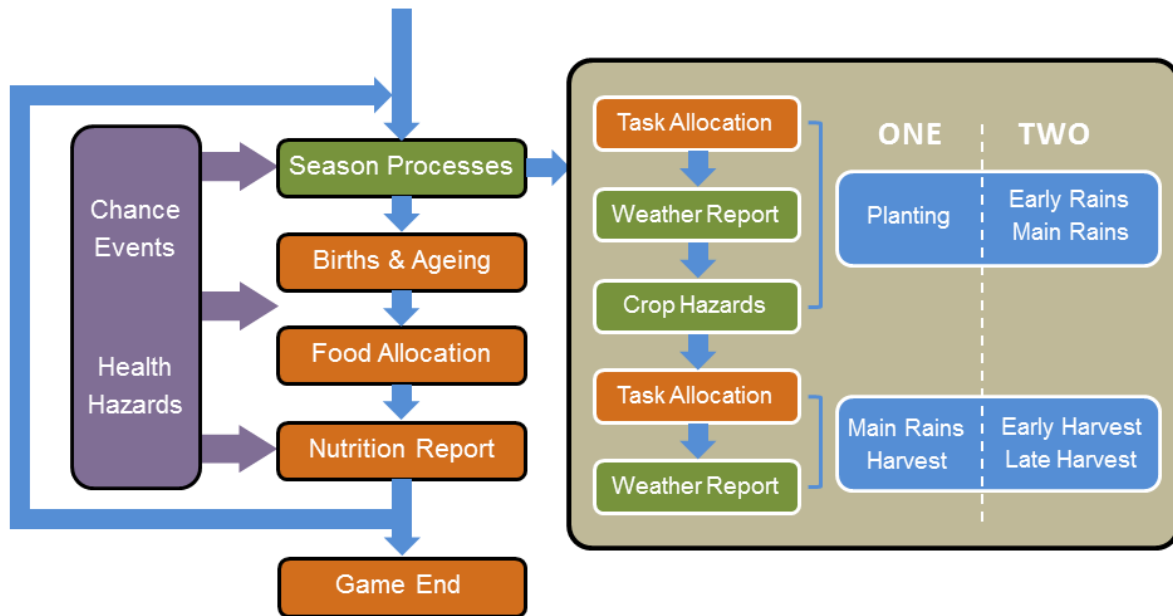 Chance
Events
Health
Hazards
Season Processes
Births & Ageing
Food Allocation
Nutrition Report
Game End
Task Allocation
Weather Report
Crop Hazards
Task Allocation
Weather Report
ONE
TWO
Planting
Early Rains
Main Rains
Main Rains
Harvest
Early Harvest
Late Harvest